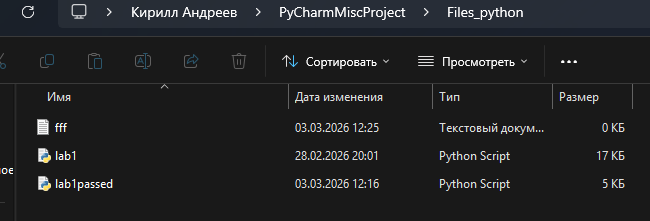 Кирилл Андреев > PyCharmMiscProject > Files_python
Сортировать Просмотреть
Имя Дата изменения Тип Размер
fff 03.03.2026 12:25 Текстовый докум... 0 КБ
lab1 28.02.2026 20:01 Python Script 17 КБ
lab1passed 03.03.2026 12:16 Python Script 5 КБ
ное